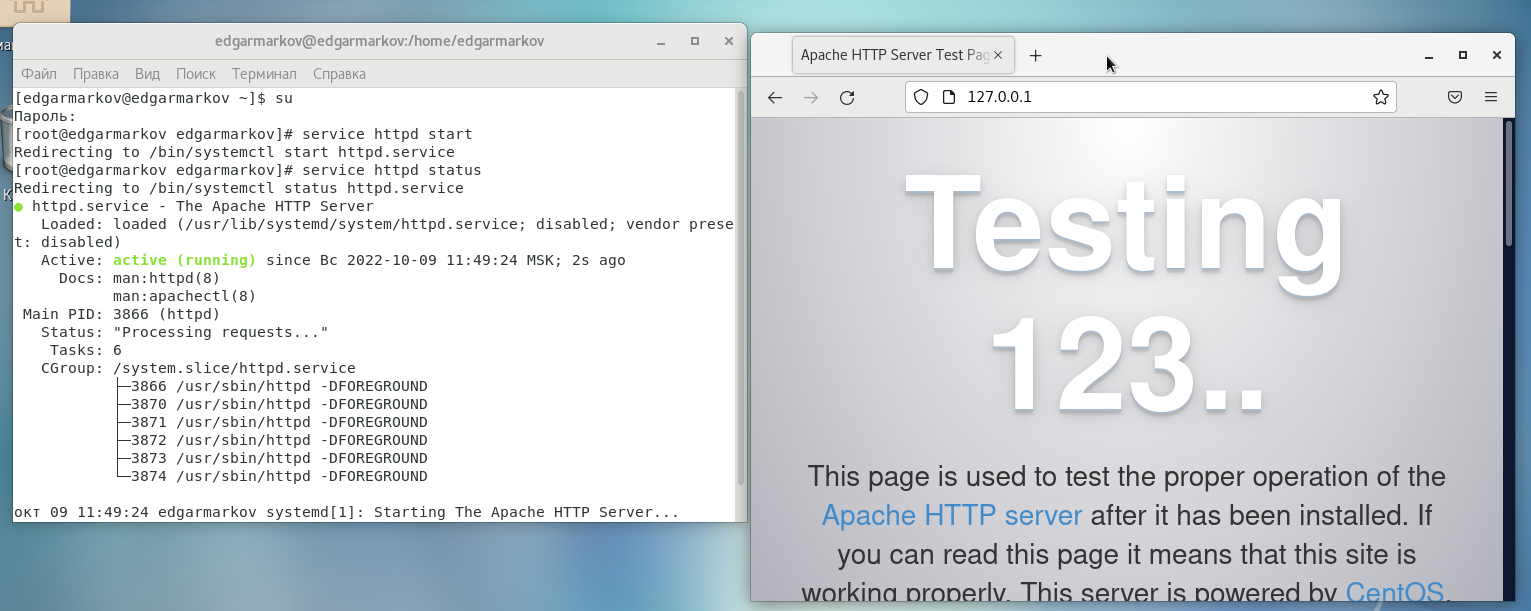 edgarmarkov@edgarmarkov:/home/edgarmarkov
Файл Правка Вид Поиск Терминал Справка
[edgarmarkov@edgarmarkov ~]$ su
Пароль:
[root@edgarmarkov edgarmarkov]# service httpd start
Redirecting to /bin/systemctl start httpd.service
[root@edgarmarkov edgarmarkov]# service httpd status
Redirecting to /bin/systemctl status httpd.service
● httpd.service - The Apache HTTP Server
Loaded: loaded (/usr/lib/systemd/system/httpd.service; disabled; vendor prese
t: disabled)
Active: active (running) since Вс 2022-10-09 11:49:24 MSK; 2s ago
Docs: man:httpd(8)
man:apachectl(8)
Main PID: 3866 (httpd)
Status: "Processing requests..."
Tasks: 6
CGroup: /system.slice/httpd.service
├─3866 /usr/sbin/httpd -DFOREGROUND
├─3870 /usr/sbin/httpd -DFOREGROUND
├─3871 /usr/sbin/httpd -DFOREGROUND
├─3872 /usr/sbin/httpd -DFOREGROUND
├─3873 /usr/sbin/httpd -DFOREGROUND
└─3874 /usr/sbin/httpd -DFOREGROUND
окт 09 11:49:24 edgarmarkov systemd[1]: Starting The Apache HTTP Server...
Apache HTTP Server Test Pag
127.0.0.1
Testing
123..
This page is used to test the proper operation of the
Apache HTTP server after it has been installed. If
you can read this page it means that this site is
working properly. This server is powered by CentOS.